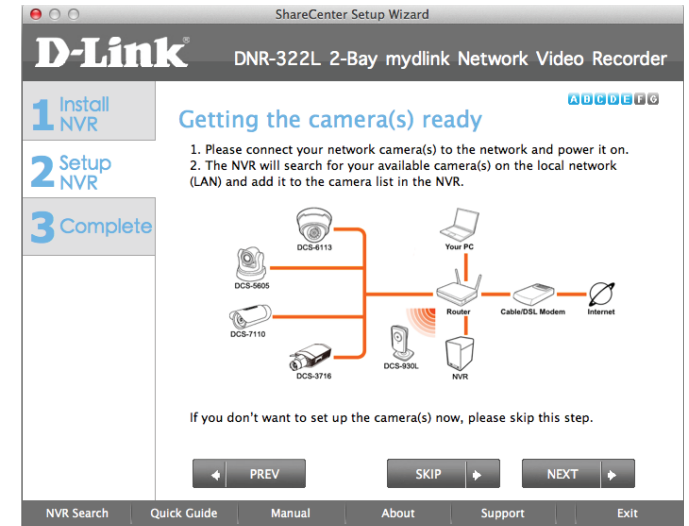 ShareCenter Setup Wizard
D-Link®
DNR-322L 2-Bay mydlink Network Video Recorder
1 Install
NVR
2 Setup
NVR
3 Complete
A B C D E F G
Getting the camera(s) ready
1. Please connect your network camera(s) to the network and power it on.
2. The NVR will search for your available camera(s) on the local network
(LAN) and add it to the camera list in the NVR.
DCS-6113
Your PC
DCS-5605
Router
Cable/DSL Modem
Internet
DCS-7110
DCS-3716
DCS-930L
NVR
If you don't want to set up the camera(s) now, please skip this step.
PREV
SKIP
NEXT
NVR Search
Quick Guide
Manual
About
Support
Exit